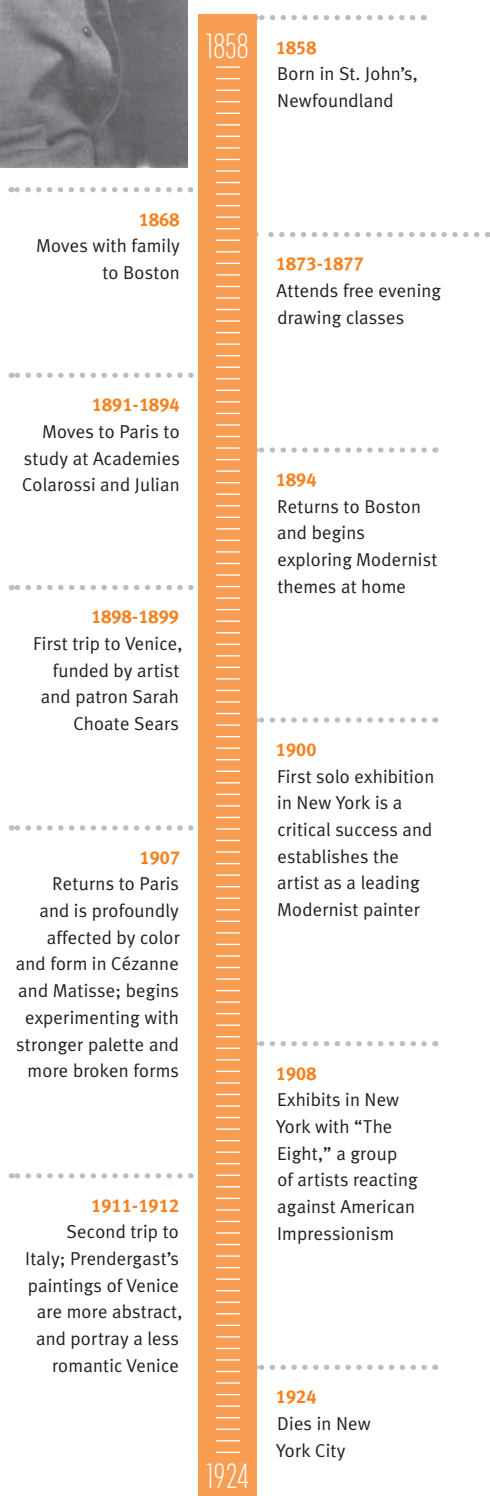 1858
1858
Born in St. John's,
Newfoundland
1868
Moves with family
to Boston
1873-1877
Attends free evening
drawing classes
1891-1894
Moves to Paris to
study at Academies
Colarossi and Julian
1894
Returns to Boston
and begins
exploring Modernist
themes at home
1898-1899
First trip to Venice,
funded by artist
and patron Sarah
Choate Sears
1900
First solo exhibition
in New York is a
critical success and
establishes the
artist as a leading
Modernist painter
1907
Returns to Paris
and is profoundly
affected by color
and form in Cézanne
and Matisse; begins
experimenting with
stronger palette and
more broken forms
1908
Exhibits in New
York with “The
Eight,” a group
of artists reacting
against American
Impressionism
1911-1912
Second trip to
Italy; Prendergast’s
paintings of Venice
are more abstract,
and portray a less
romantic Venice
1924
Dies in New
York City
1924